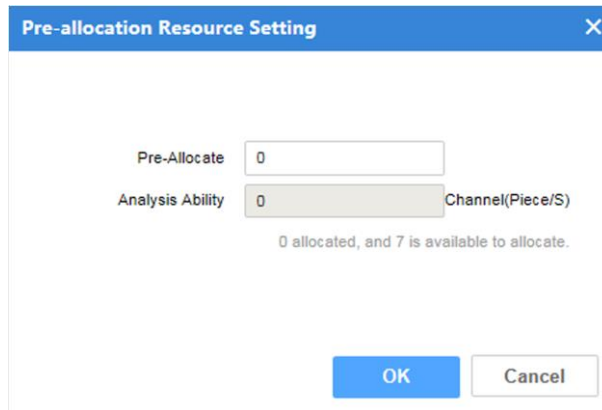 Pre-allocation Resource Setting
Pre-Allocate 0
Analysis Ability 0 Channel(Piece/S)
0 allocated, and 7 is available to allocate.
OK Cancel